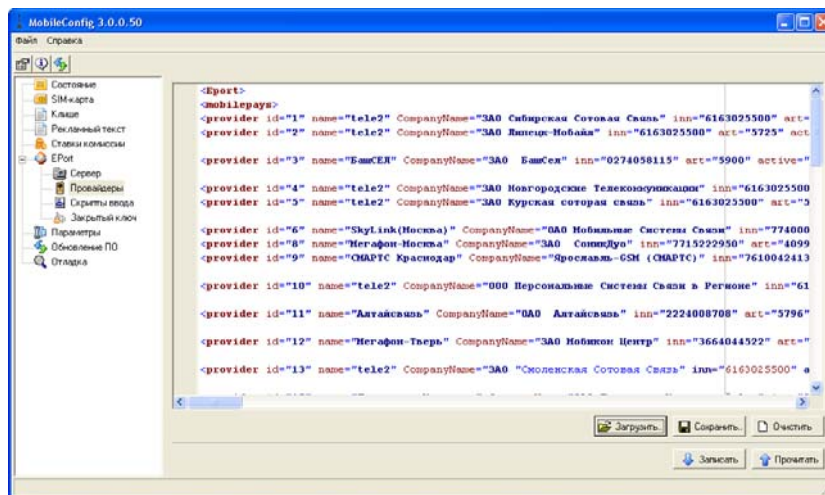 MobileConfig 3.0.0.50
Файл Справка
Состояние
SIM-карта
Клише
Рекламный текст
Ставки комиссии
EPort
Сервер
Провайдеры
Скрипты ввода
Закрытый ключ
Параметры
Обновление ПО
Отладка
<Eport>
<mobilepays>
<provider id="1" name="tele2" CompanyName="ЗАО Сибирская Сотовая Связь" inn="6163025500" art=
<provider id="2" name="tele2" CompanyName="ЗАО Липецк-Мобайл" inn="6163025500" art="5725" act
<provider id="3" name="БашСЕЛ" CompanyName="ЗАО БашСел" inn="0274058115" art="5900" active="
<provider id="4" name="tele2" CompanyName="ЗАО Новгородские Телекоммуникации" inn="6163025500
<provider id="5" name="tele2" CompanyName="ЗАО Курская сотовая связь" inn="6163025500" art="5
<provider id="6" name="SkyLink(Москва)" CompanyName="ОАО Мобильные Системы Связи" inn="774000
<provider id="8" name="Мегафон-Москва" CompanyName="ЗАО СоникДуо" inn="7715222950" art="4099
<provider id="9" name="СМАРТС Краснодар" CompanyName="Ярославль-GSM (СМАРТС)" inn="7610042413
<provider id="10" name="tele2" CompanyName="ООО Персональные Системы Связи в Регионе" inn="61
<provider id="11" name="Алтайсвязь" CompanyName="ОАО Алтайсвязь" inn="2224008708" art="5796"
<provider id="12" name="Мегафон-Тверь" CompanyName="ЗАО Мобиком Центр" inn="3664044522" art="
<provider id="13" name="tele2" CompanyName="ЗАО "Смоленская Сотовая Связь" inn="6163025500" a
Загрузить.. Сохранить.. Очистить
Записать Прочитать